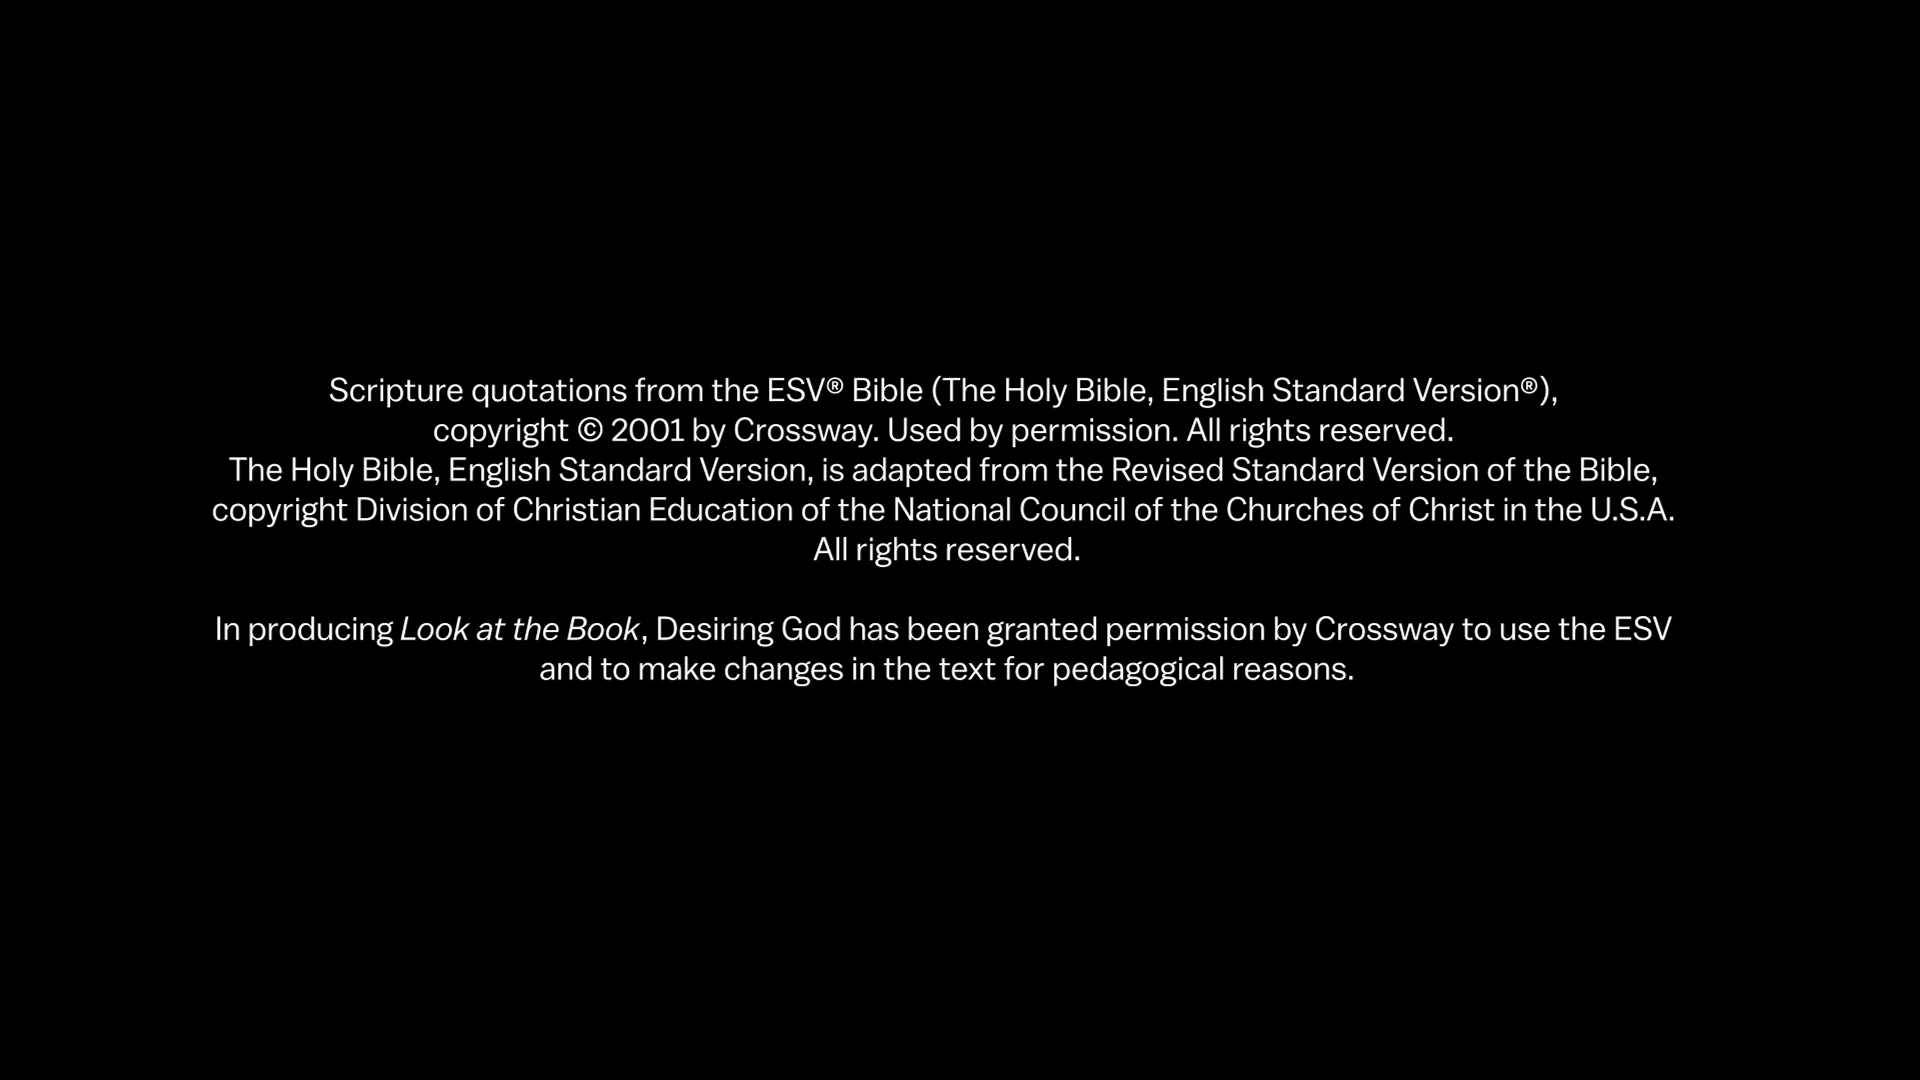 Scripture quotations from the ESV® Bible (The Holy Bible, English Standard Version®),
copyright © 2001 by Crossway. Used by permission. All rights reserved.
The Holy Bible, English Standard Version, is adapted from the Revised Standard Version of the Bible,
copyright Division of Christian Education of the National Council of the Churches of Christ in the U.S.A.
All rights reserved.
In producing Look at the Book, Desiring God has been granted permission by Crossway to use the ESV
and to make changes in the text for pedagogical reasons.